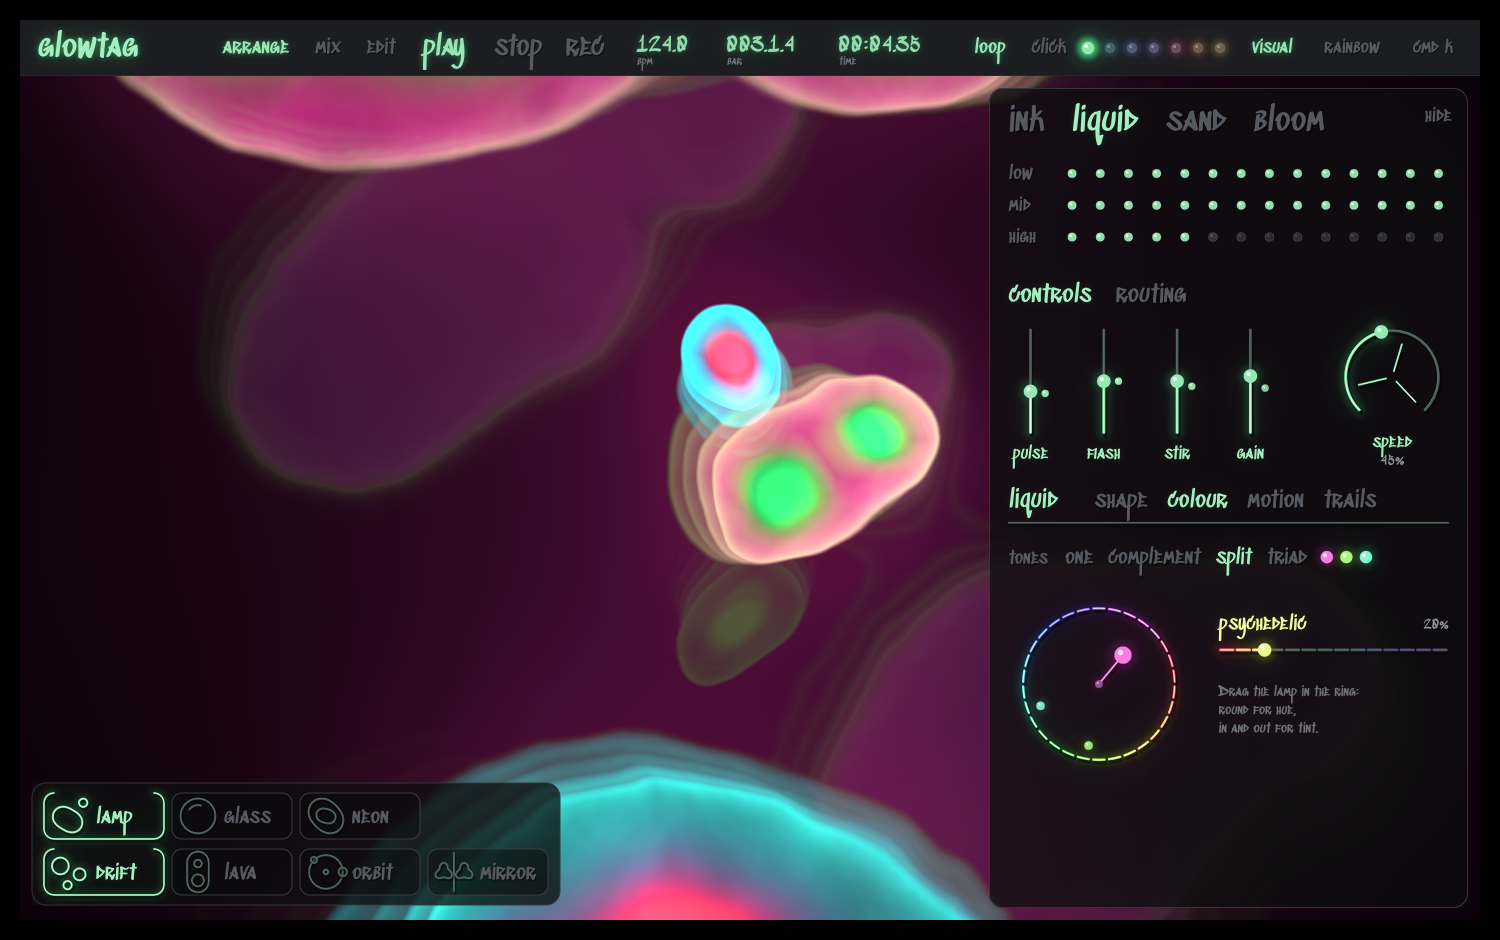 Glowtag ARRANGE MIX EDIT play stop REC 124.0 003.1.4 00:04.35 loop CLICK VISUAL RAINBOW CMD K
BPM BAR TIME
ink liquid SAND BLOOM HIDE
low
MID
HIGH
CONTROLS ROUTING
pulse FLASH STIR GAIN SPEED
45%
liquid SHAPE COLOUR MOTION TRAILS
TONES ONE COMPLEMENT split TRIAD
psychedelic 20%
Drag the lamp in the ring:
round for hue,
in and out for tint.
lamp GLASS NEON
DRIFT LAVA ORBIT MIRROR